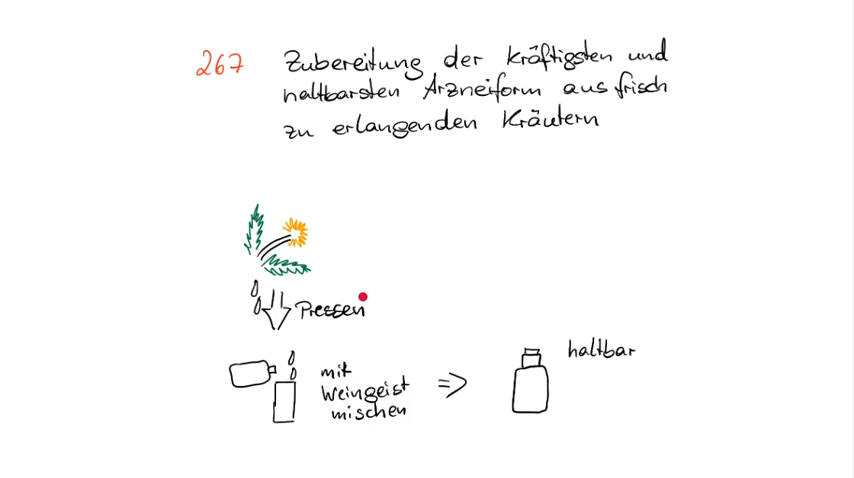 267 Zubereitung der kräftigsten und
haltbarsten Arzneiform aus frisch
zu erlangenden Kräutern
Pressen
mit
Weingeist
mischen
=>
haltbar